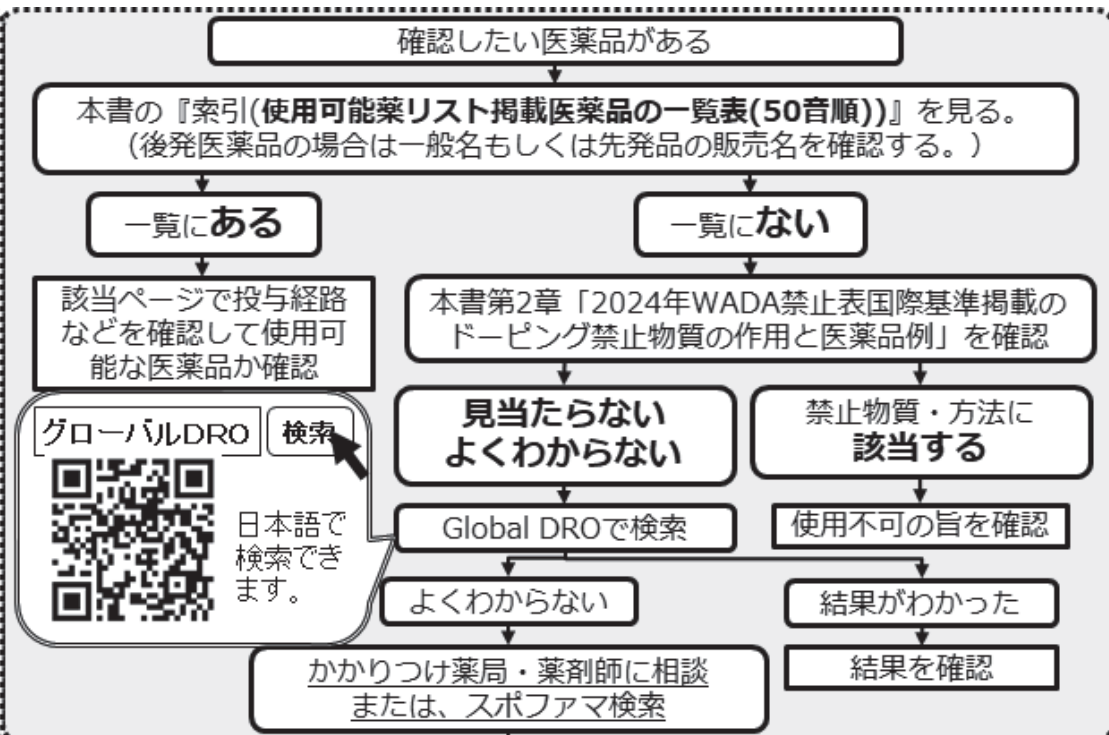 確認したい医薬品がある
本書の『索引(使用可能薬リスト掲載医薬品の一覧表(50音順))』を見る。
（後発医薬品の場合は一般名もしくは先発品の販売名を確認する。）
一覧にある
一覧にない
該当ページで投与経路
などを確認して使用可
能な医薬品か確認
本書第2章「2024年WADA禁止表国際基準掲載の
ドーピング禁止物質の作用と医薬品例」を確認
見当たらない
よくわからない
禁止物質・方法に
該当する
グローバルDRO
検索
日本語で
検索でき
ます。
Global DROで検索
使用不可の旨を確認
よくわからない
結果がわかった
かかりつけ薬局・薬剤師に相談
または、スポファマ検索
結果を確認